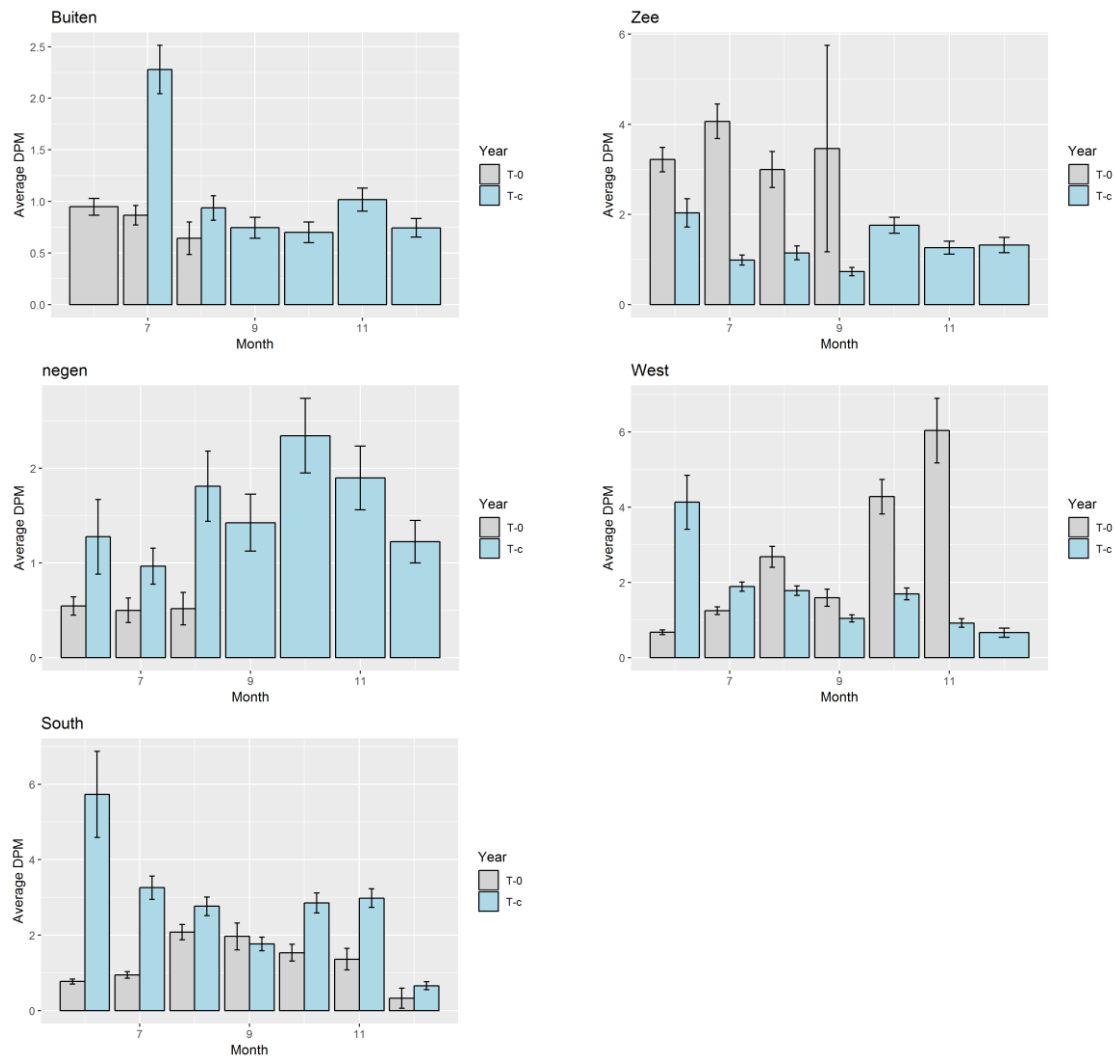 Buiten
2.5
2.0
1.5
1.0
0.5
0.0
Average DPM
7
9
11
Month
Year
T-0
T-c
Zee
6
4
2
0
Average DPM
7
9
11
Month
Year
T-0
T-c
negen
2
1
0
Average DPM
7
9
11
Month
Year
T-0
T-c
West
6
4
2
0
Average DPM
7
9
11
Month
Year
T-0
T-c
South
6
4
2
0
Average DPM
7
9
11
Month
Year
T-0
T-c